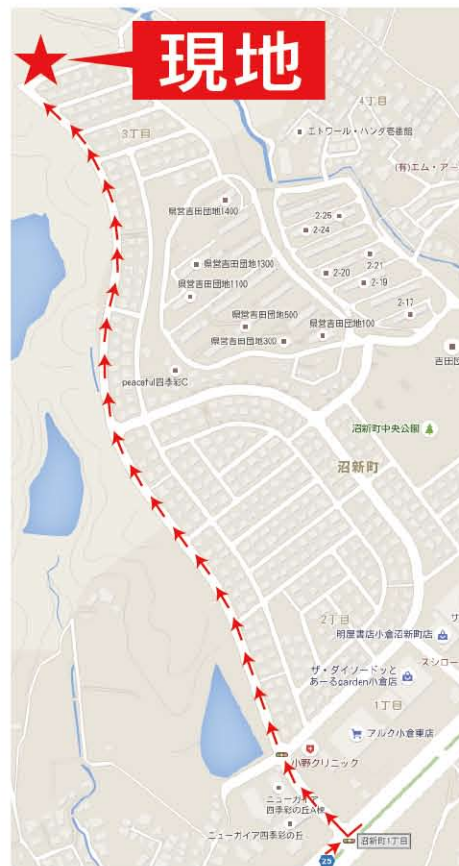 現地
4丁目
エトワール・ハンダ壱番館
3丁目
(有)エム・アー
県営吉田団地1400
2-25
2-24
県営吉田団地1300
2-21
2-20
2-19
県営吉田団地1100
2-17
県営吉田団地500
県営吉田団地100
県営吉田団地300
吉田団
peaceful四季彩C
沼新町中央公園
沼新町
2丁目
明屋書店小倉沼新町店
ザ・ダイソードッと
あーるgarden小倉店
スシロー
1丁目
アルク小倉東店
小野クリニック
ニューガイア
四季彩の丘A棟
ニューガイア四季彩の丘
沼新町1丁目
25